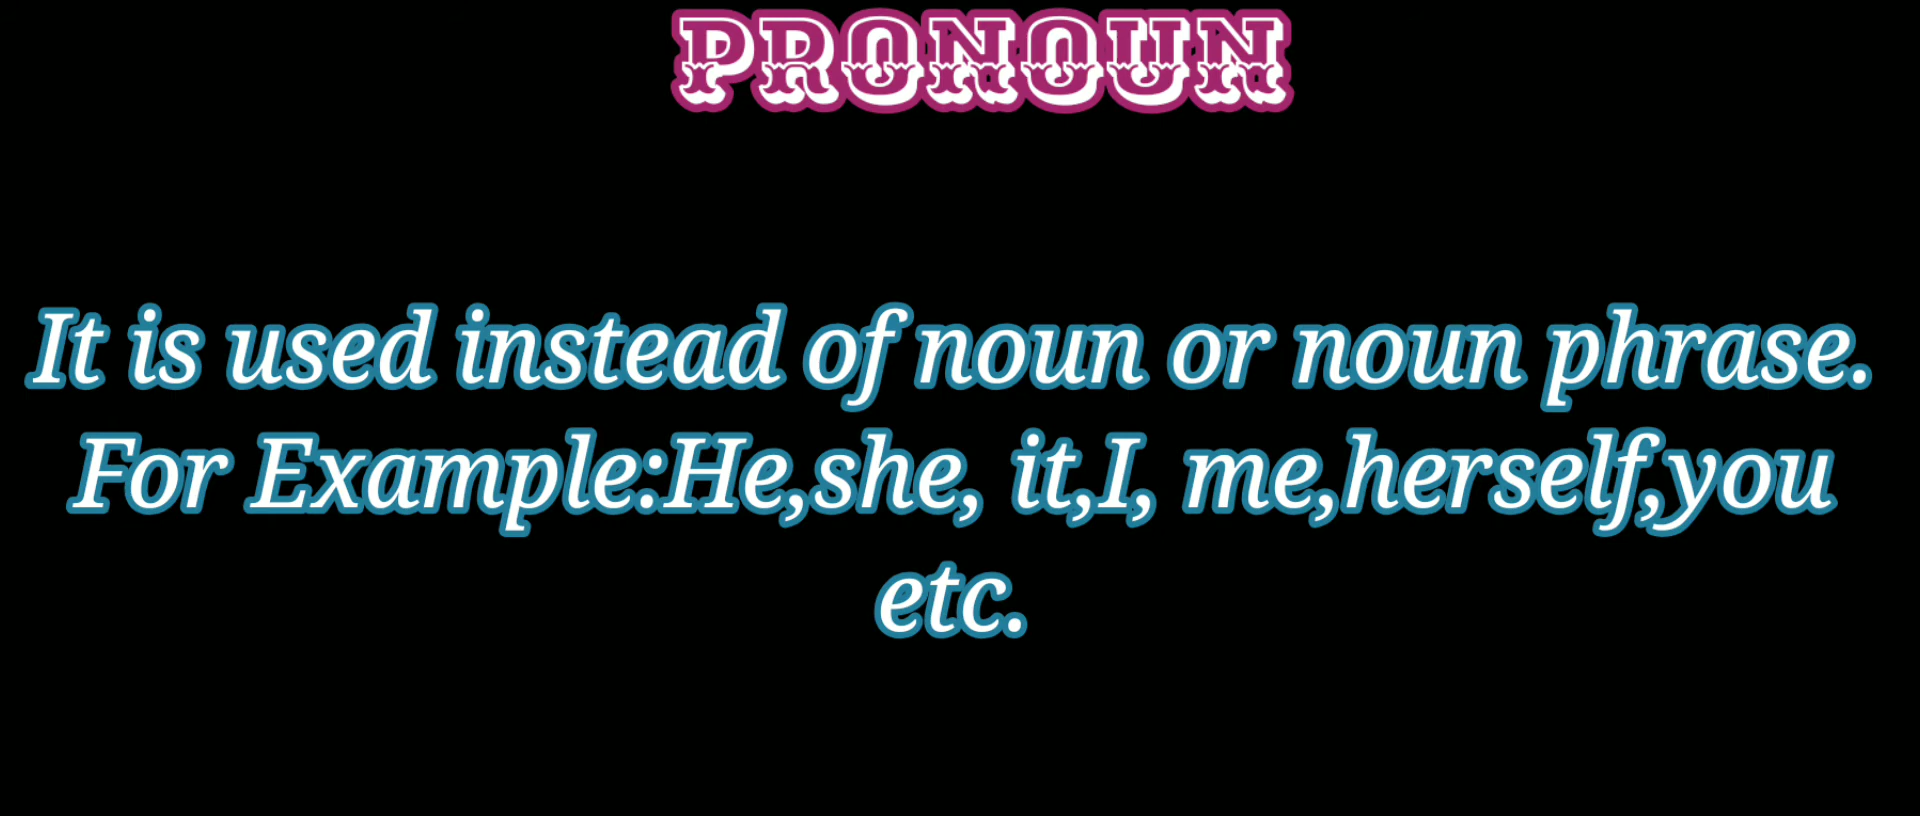 PRONOUN
It is used instead of noun or noun phrase.
For Example:He,she, it,I, me,herself,you
etc.